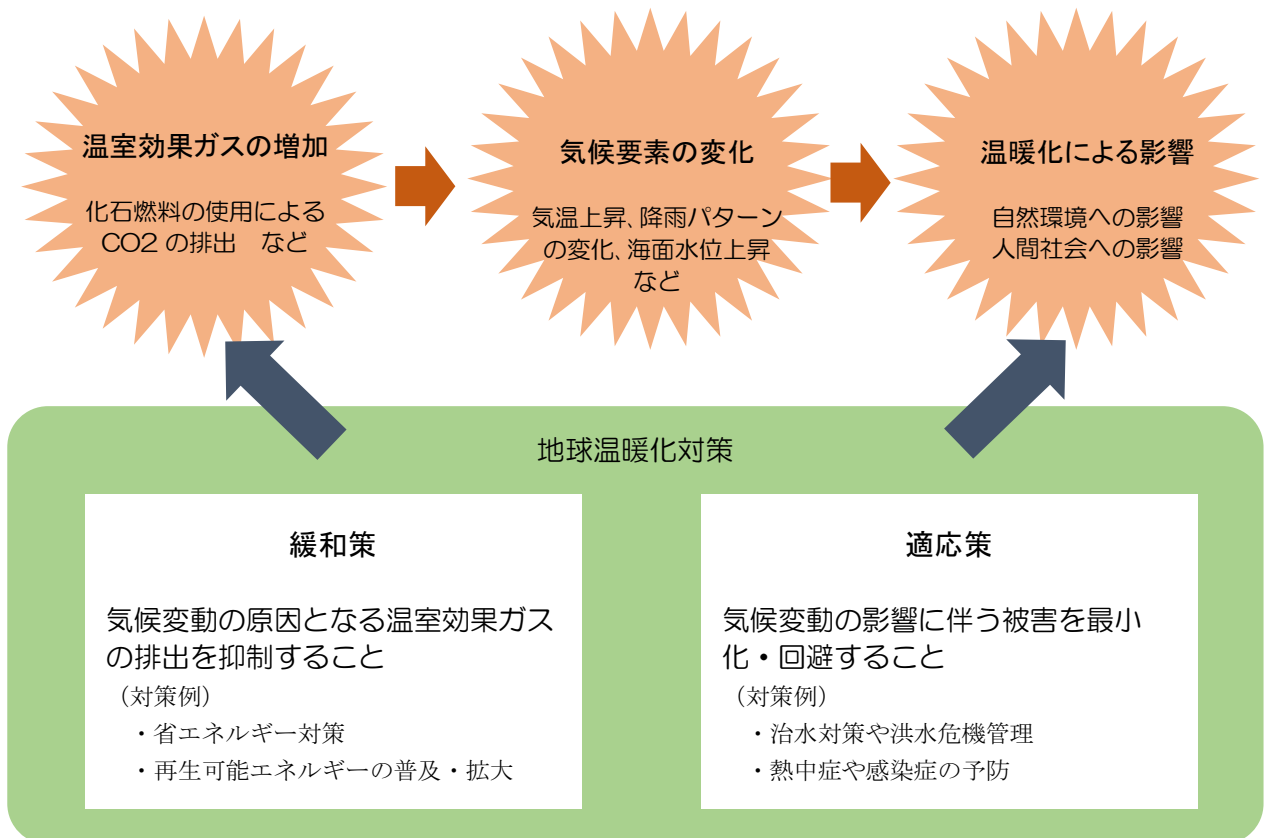 温室効果ガスの増加
化石燃料の使用による
CO2 の排出　など
気候要素の変化
気温上昇、降雨パターン
の変化、海面水位上昇
など
温暖化による影響
自然環境への影響
人間社会への影響
地球温暖化対策
緩和策
気候変動の原因となる温室効果ガス
の排出を抑制すること
（対策例）
・省エネルギー対策
・再生可能エネルギーの普及・拡大
適応策
気候変動の影響に伴う被害を最小
化・回避すること
（対策例）
・治水対策や洪水危機管理
・熱中症や感染症の予防